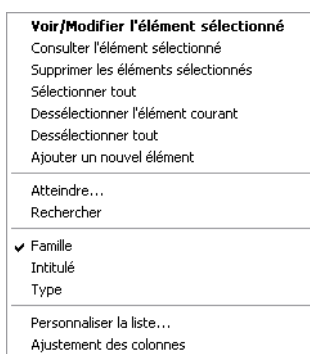 Voir/Modifier l'élément sélectionné
Consulter l'élément sélectionné
Supprimer les éléments sélectionnés
Sélectionner tout
Dessélectionner l'élément courant
Dessélectionner tout
Ajouter un nouvel élément
Atteindre...
Rechercher
Famille
Intitulé
Type
Personnaliser la liste...
Ajustement des colonnes